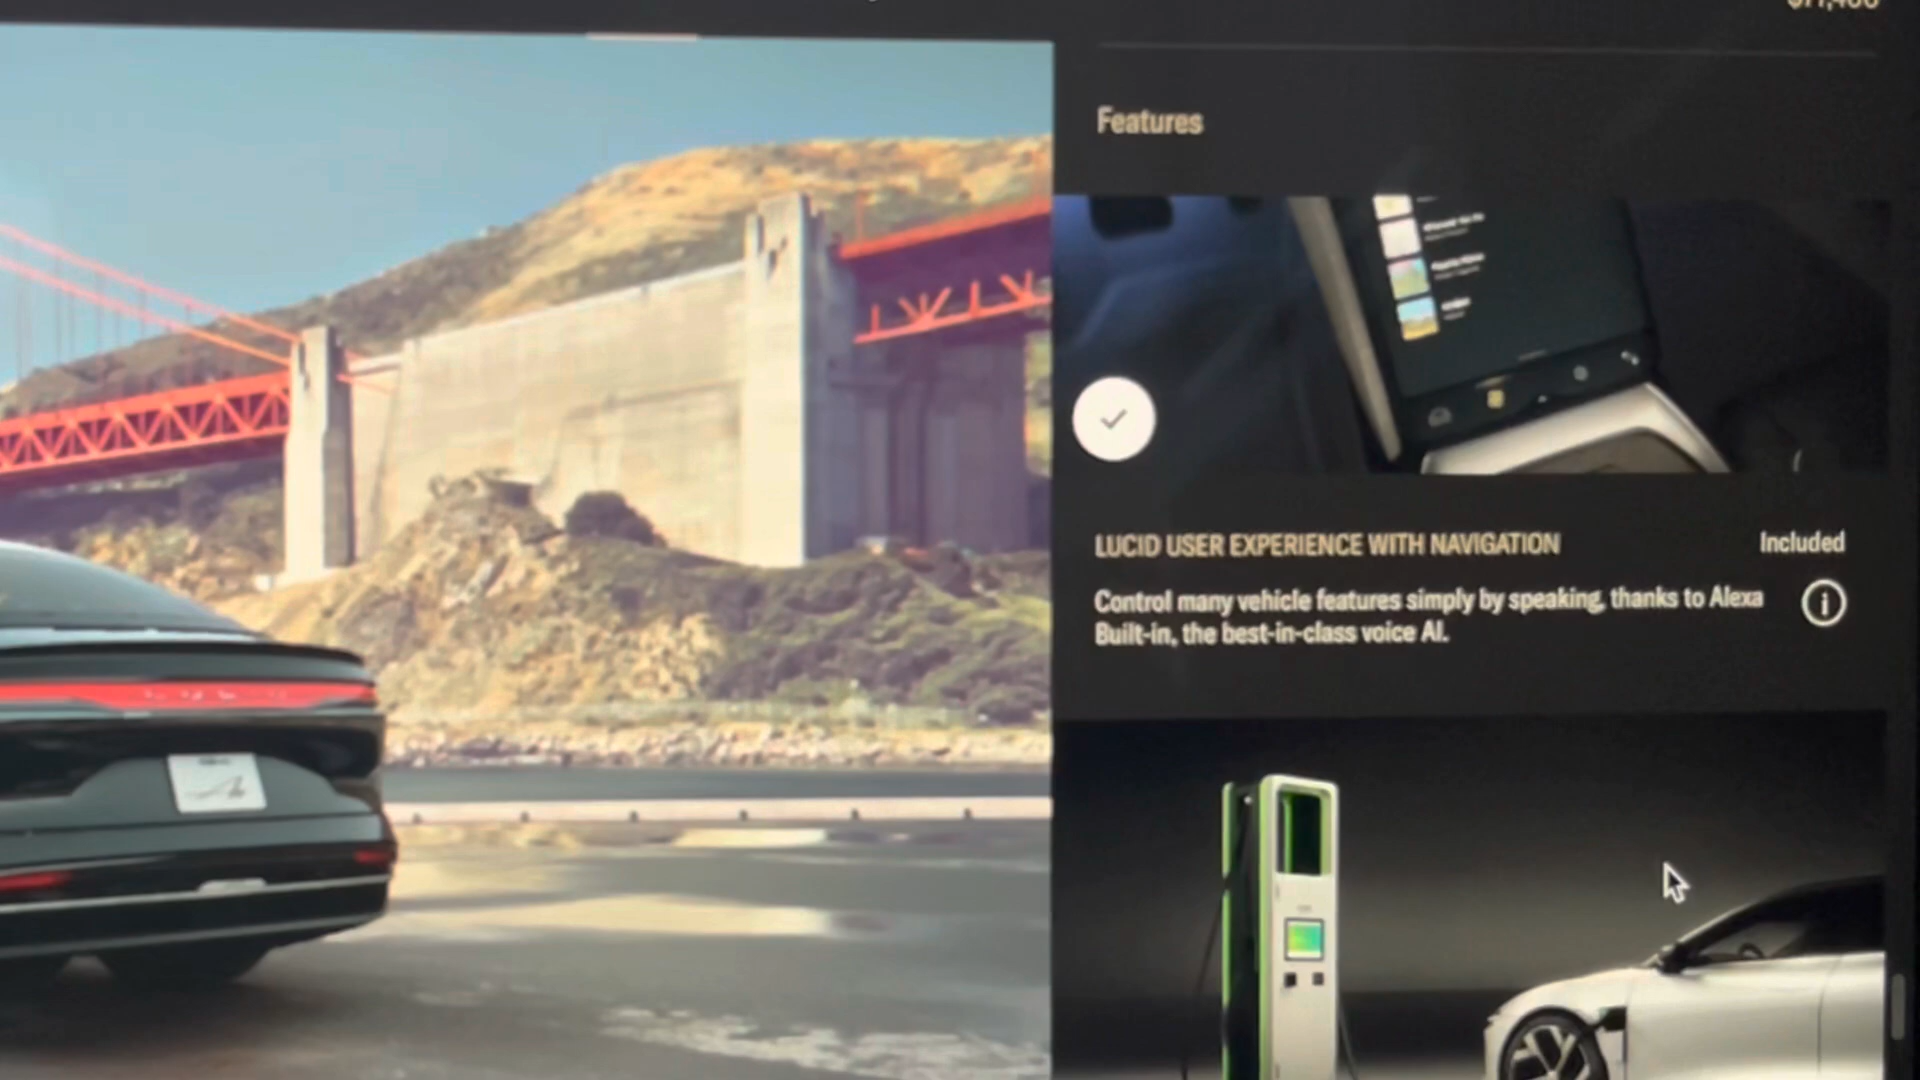 Features
LUCID USER EXPERIENCE WITH NAVIGATION
Included
Control many vehicle features simply by speaking, thanks to Alexa
Built-in, the best-in-class voice AI.